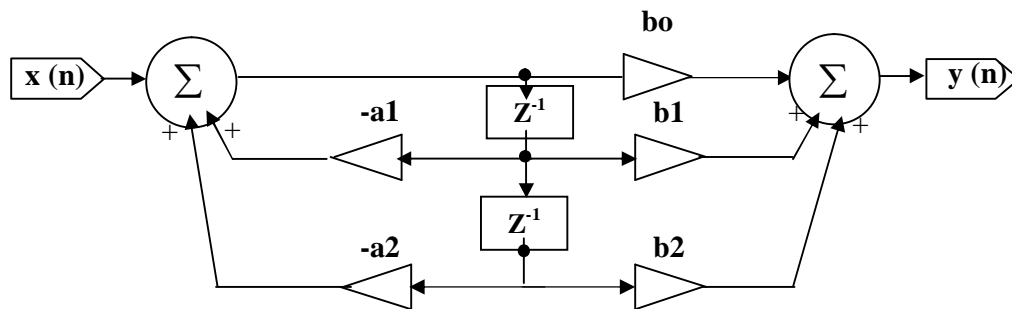 bo
x (n)
Σ
Σ
y (n)
-a1
Z-1
b1
+
+
+
+
Z-1
-a2
b2